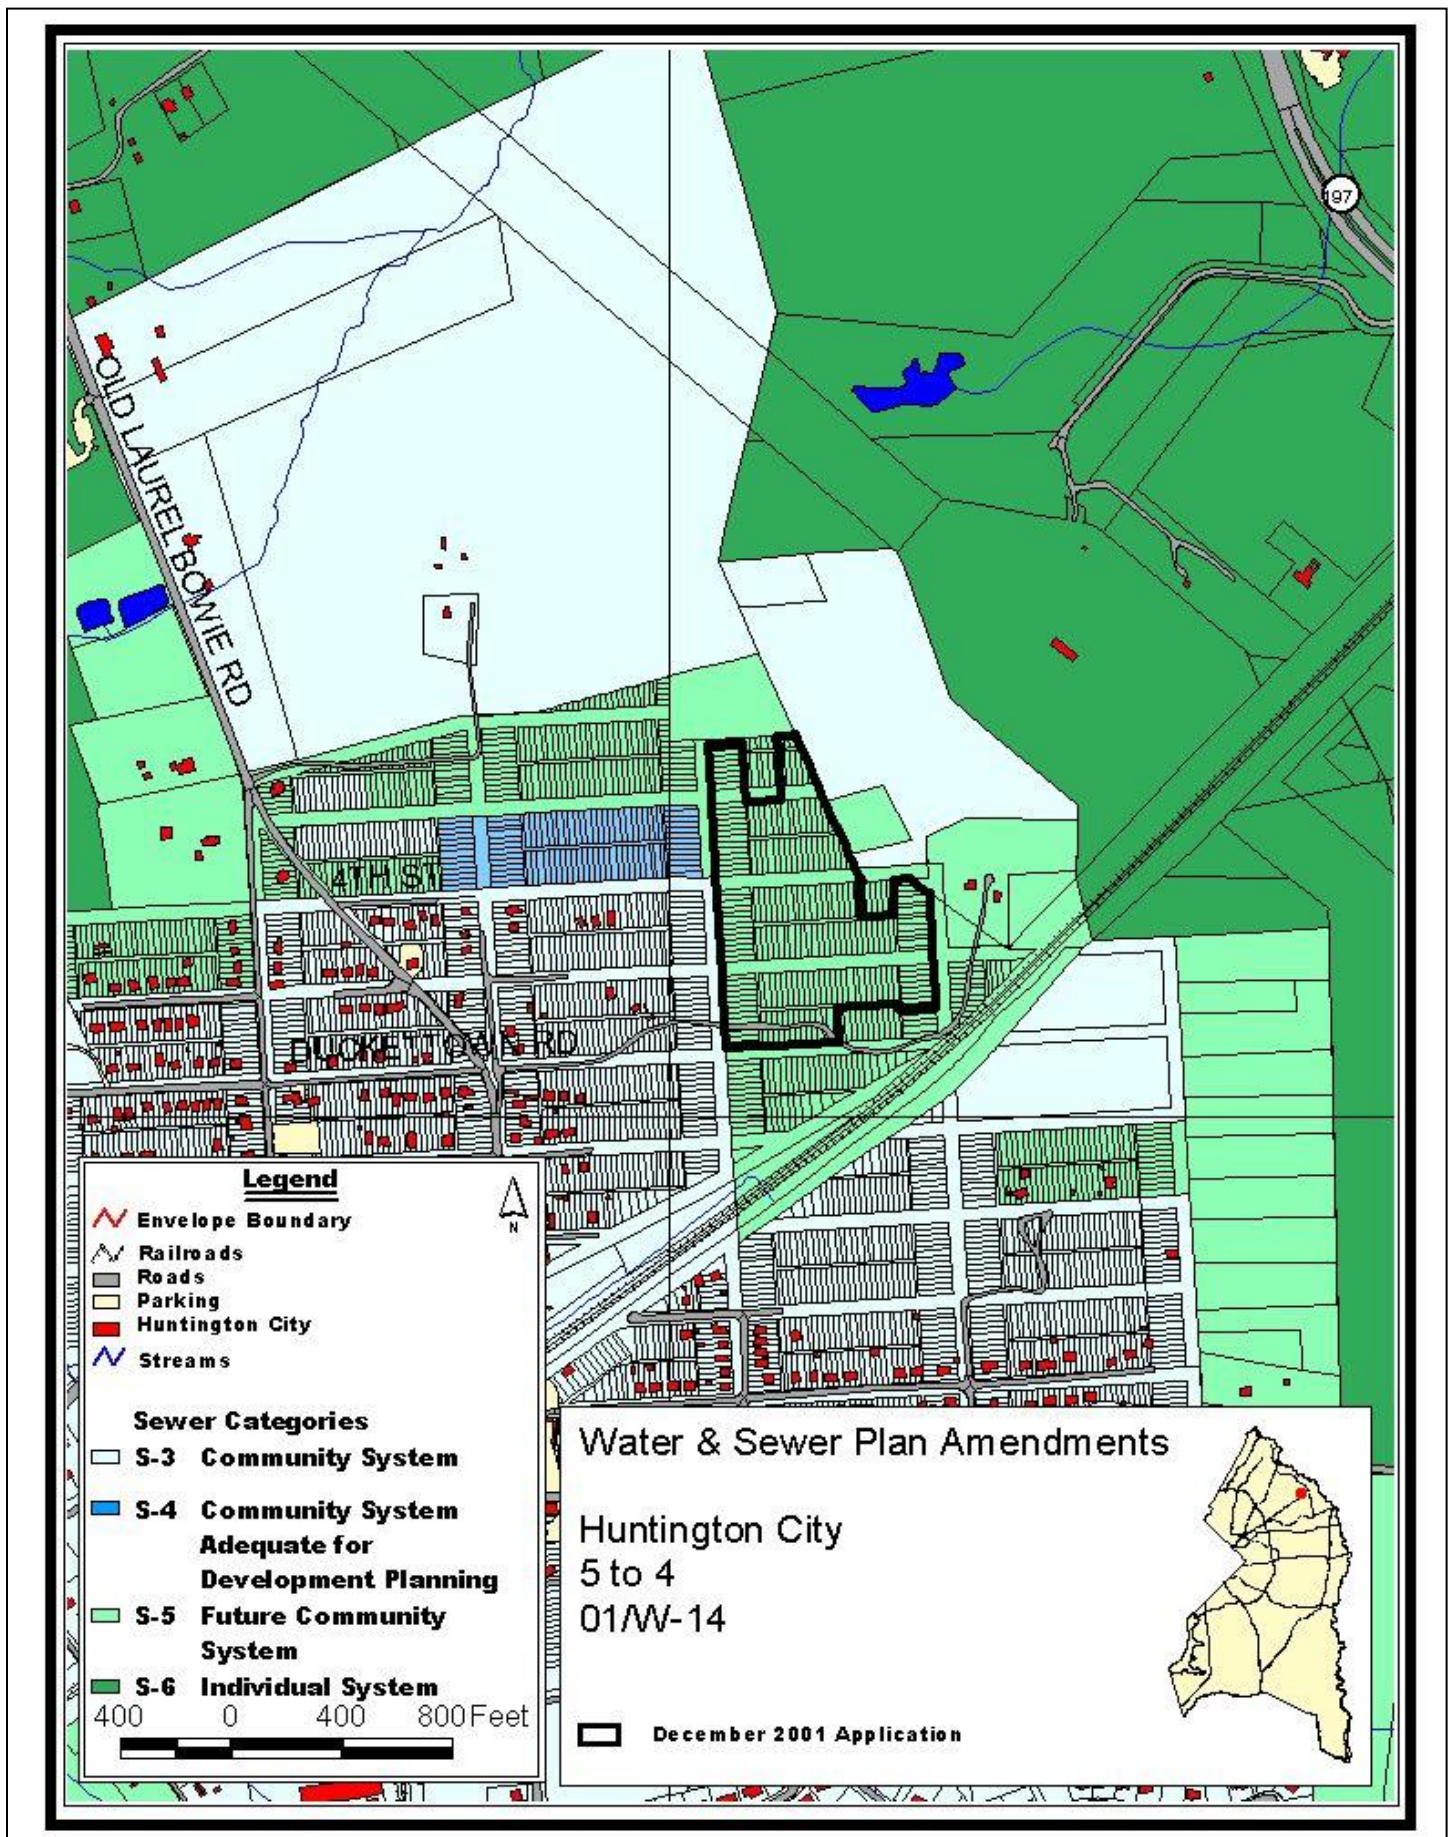 197
OLD LAUREL BOWIE RD
4TH ST
DUCKETTOWN RD
Legend
N
Envelope Boundary
Railroads
Roads
Parking
Huntington City
Streams
Sewer Categories
S-3 Community System
S-4 Community System
Adequate for
Development Planning
S-5 Future Community
System
S-6 Individual System
400 0 400 800 Feet
Water & Sewer Plan Amendments
Huntington City
5 to 4
01/W-14
December 2001 Application